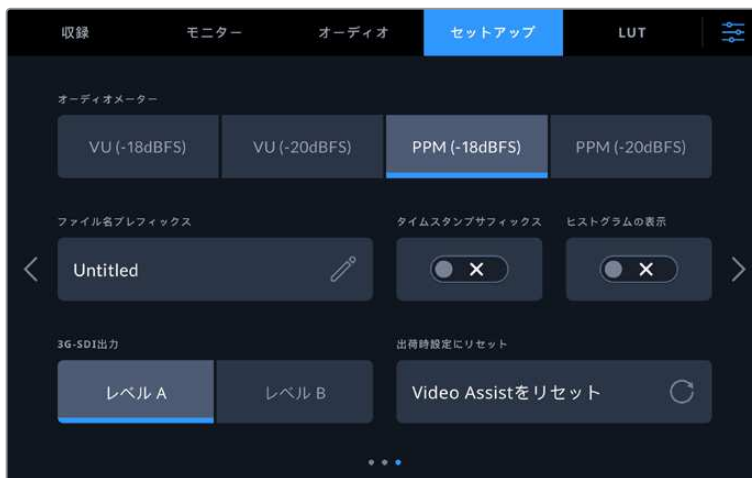 収録 モニター オーディオ セットアップ LUT
オーディオメーター
VU (-18dBFS) VU (-20dBFS) PPM (-18dBFS) PPM (-20dBFS)
ファイル名プレフィックス タイムスタンプサフィックス ヒストグラムの表示
Untitled
3G-SDI出力 出荷時設定にリセット
レベル A レベル B Video Assistをリセット